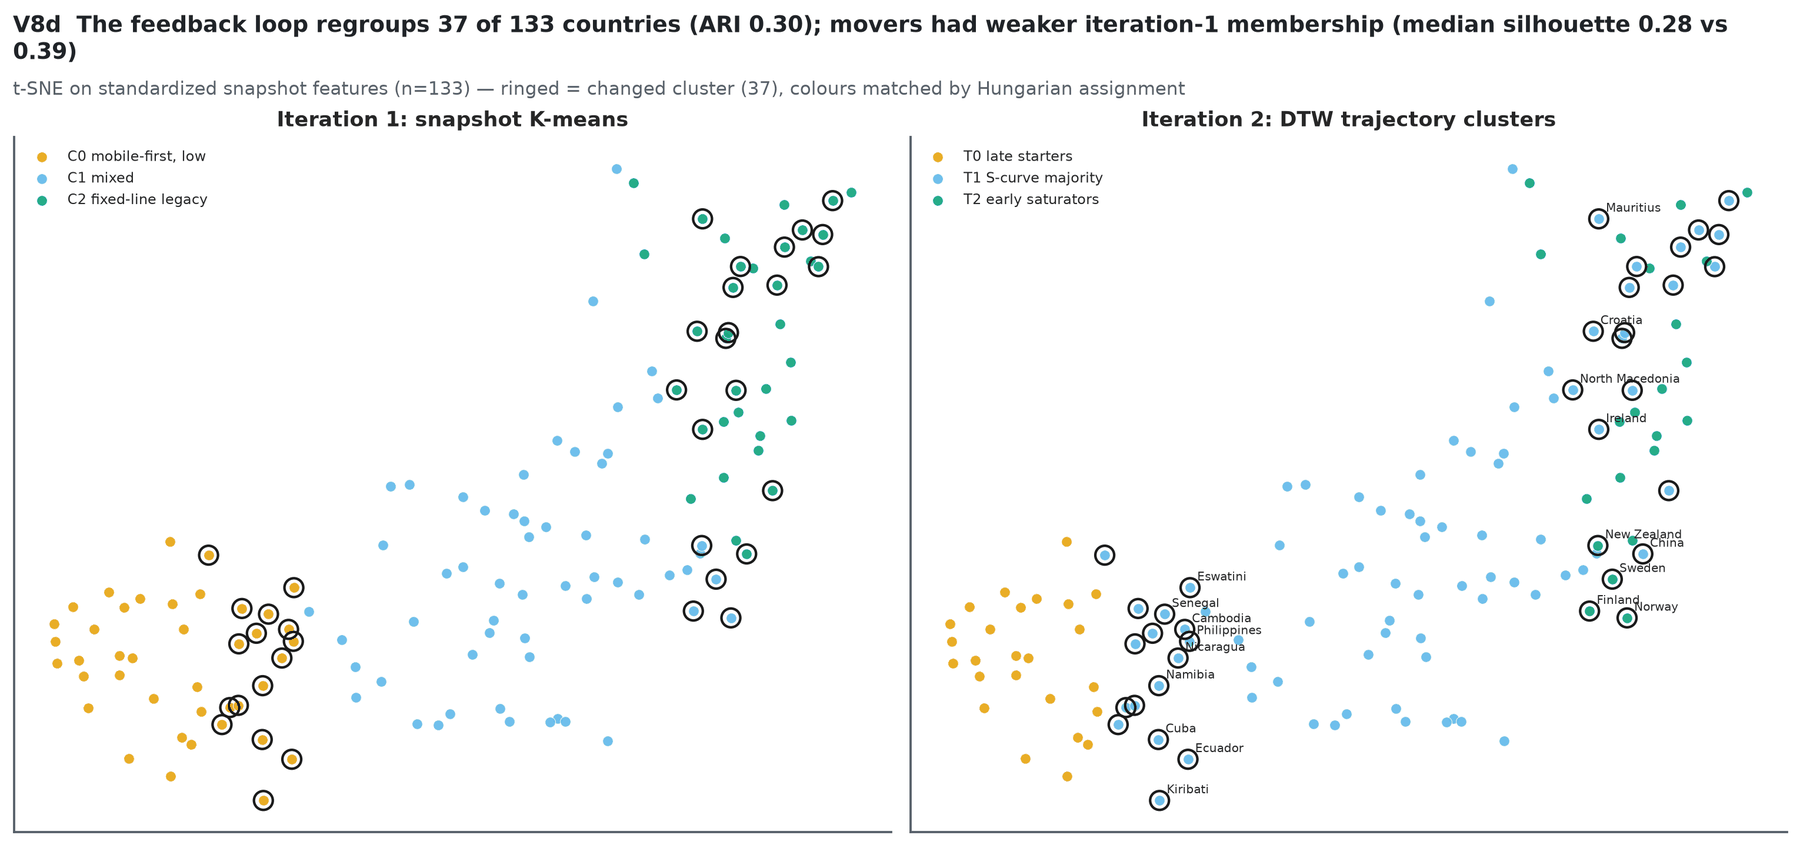 V8d  The feedback loop regroups 37 of 133 countries (ARI 0.30); movers had weaker iteration-1 membership (median silhouette 0.28 vs
0.39)
t-SNE on standardized snapshot features (n=133) — ringed = changed cluster (37), colours matched by Hungarian assignment
Iteration 1: snapshot K-means
C0 mobile-first, low
C1 mixed
C2 fixed-line legacy
Iteration 2: DTW trajectory clusters
T0 late starters
T1 S-curve majority
T2 early saturators
Mauritius
Croatia
North Macedonia
Ireland
New Zealand
China
Sweden
Finland
Norway
Eswatini
Senegal
Cambodia
Philippines
Nicaragua
Namibia
Cuba
Ecuador
Kiribati